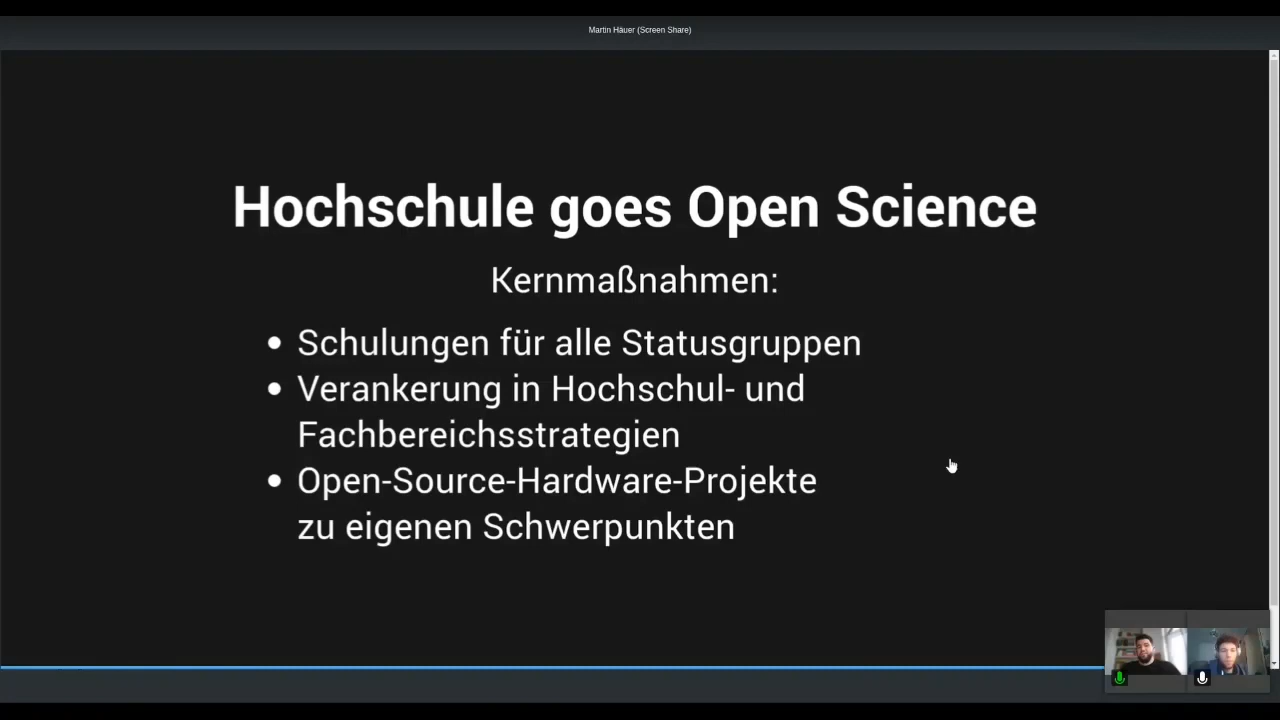 Martin Häuer (Screen Share)
Hochschule goes Open Science
Kernmaßnahmen:
• Schulungen für alle Statusgruppen
• Verankerung in Hochschul- und
Fachbereichsstrategien
• Open-Source-Hardware-Projekte
zu eigenen Schwerpunkten